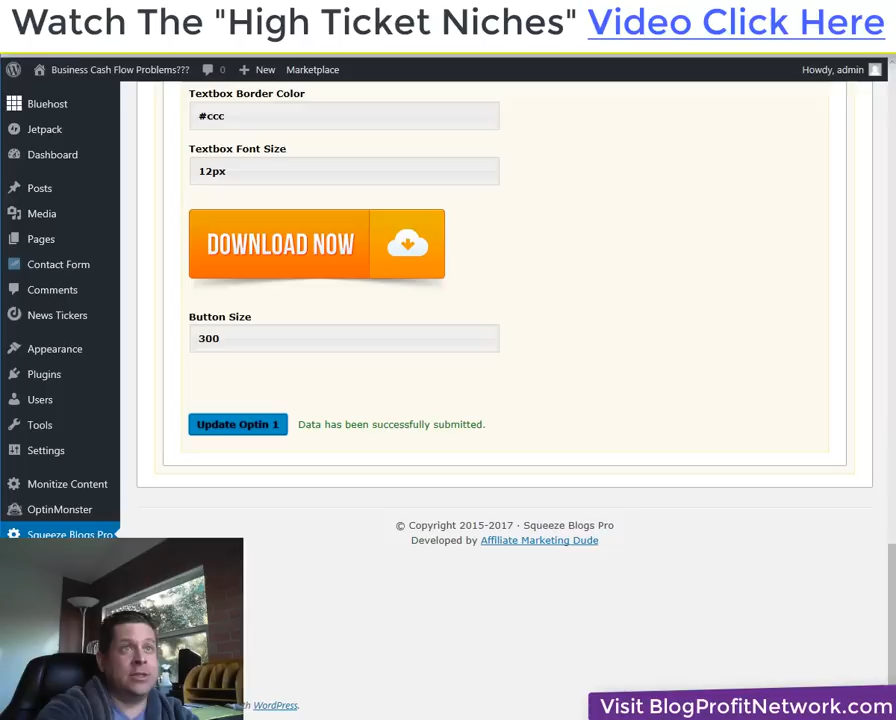 Watch The "High Ticket Niches" Video Click Here
Business Cash Flow Problems???
0
New
Marketplace
Howdy, admin
Bluehost
Jetpack
Dashboard
Posts
Media
Pages
Contact Form
Comments
News Tickers
Appearance
Plugins
Users
Tools
Settings
Monitize Content
OptinMonster
Squeeze Blogs Pro
Textbox Border Color
#ccc
Textbox Font Size
12px
DOWNLOAD NOW
Button Size
300
Update Optin 1
Data has been successfully submitted.
© Copyright 2015-2017 · Squeeze Blogs Pro
Developed by Affiliate Marketing Dude
th WordPress.
Visit BlogProfitNetwork.com